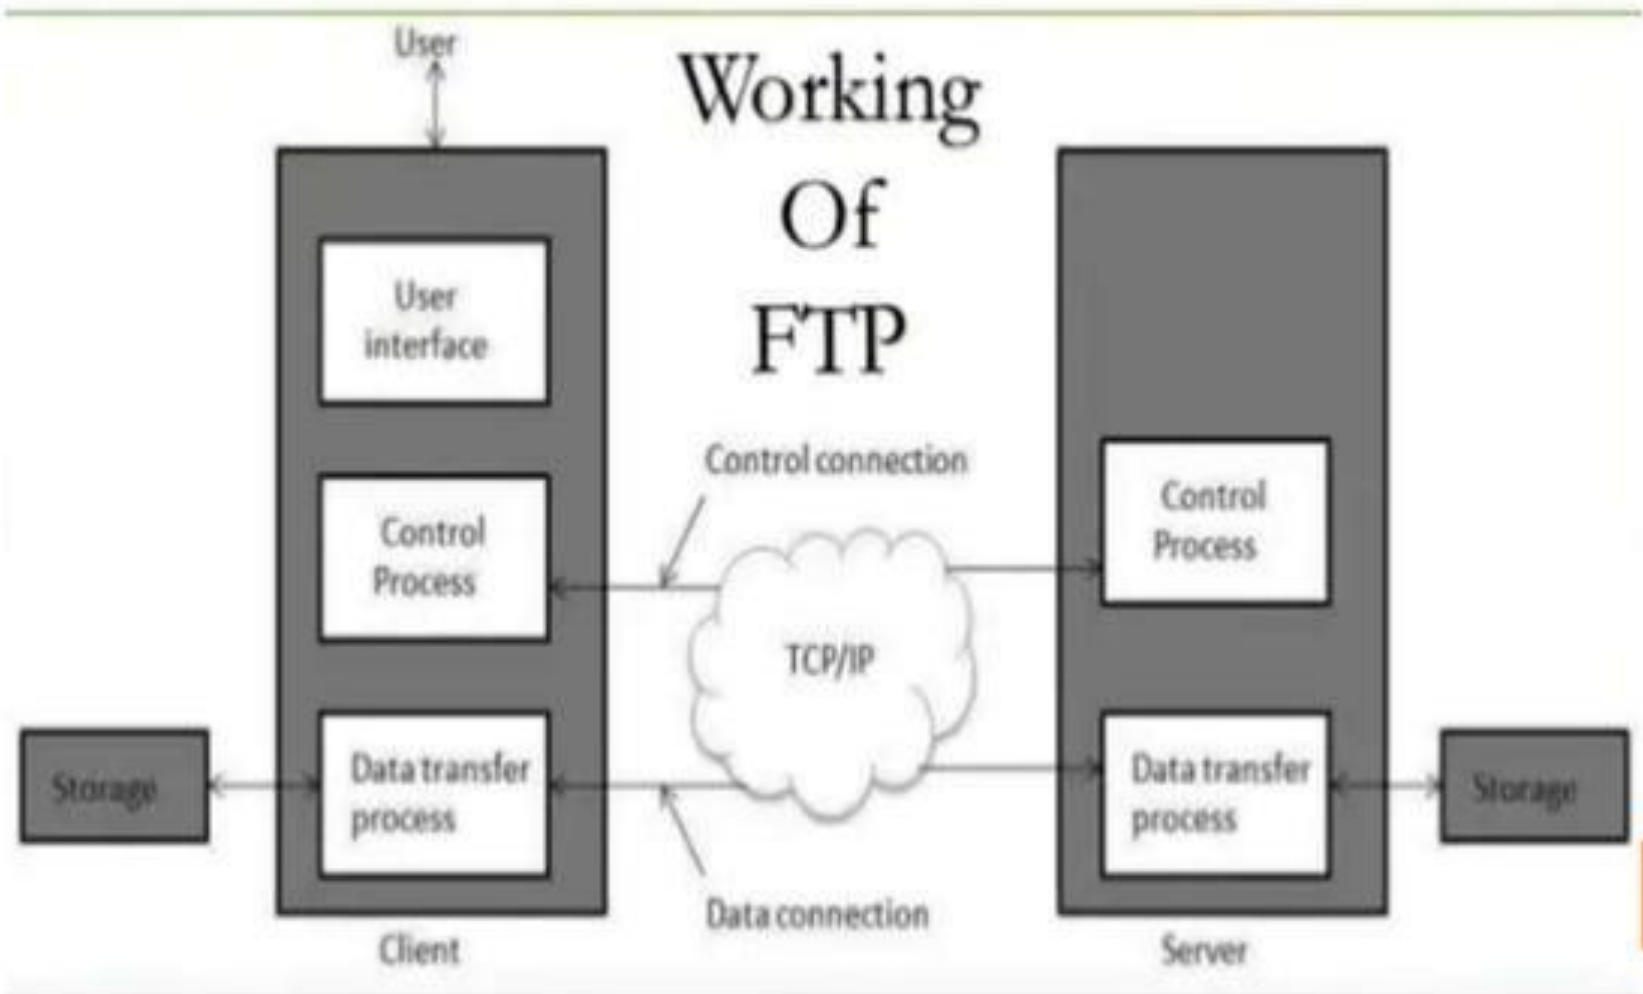 User
Working
Of
FTP
User
interface
Control connection
Control
Process
Control
Process
TCP/IP
Storage
Data transfer
process
Data transfer
process
Storage
Data connection
Client
Server